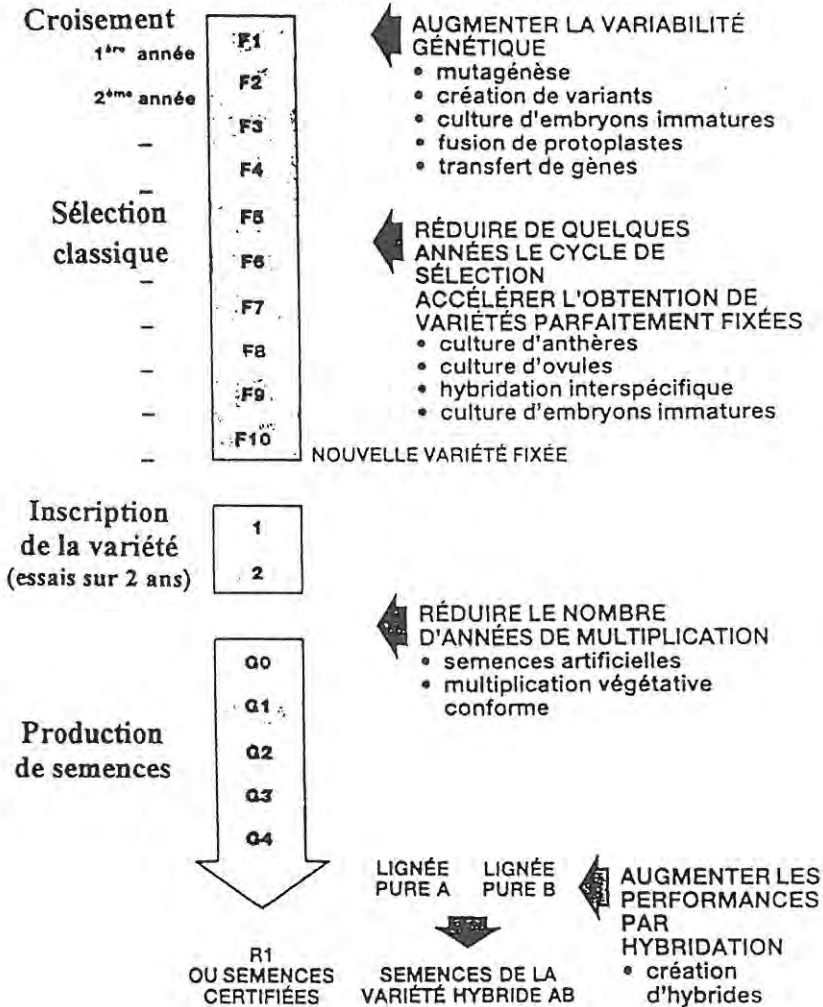 Croisement
1ère année
2ème année
Sélection
classique
F1
F2
F3
F4
F5
F6
F7
F8
F9
F10
NOUVELLE VARIÉTÉ FIXÉE
AUGMENTER LA VARIABILITÉ
GÉNÉTIQUE
• mutagénèse
• création de variants
• culture d'embryons immatures
• fusion de protoplastes
• transfert de gènes
RÉDUIRE DE QUELQUES
ANNÉES LE CYCLE DE
SÉLECTION
ACCÉLÉRER L'OBTENTION DE
VARIÉTÉS PARFAITEMENT FIXÉES
• culture d'anthères
• culture d'ovules
• hybridation interspécifique
• culture d'embryons immatures
Inscription
de la variété
(essais sur 2 ans)
1
2
RÉDUIRE LE NOMBRE
D'ANNÉES DE MULTIPLICATION
• semences artificielles
• multiplication végétative
conforme
Production
de semences
G0
G1
G2
G3
G4
R1
OU SEMENCES
CERTIFIÉES
LIGNÉE PURE A
LIGNÉE PURE B
SEMENCES DE LA
VARIÉTÉ HYBRIDE AB
AUGMENTER LES
PERFORMANCES
PAR
HYBRIDATION
• création
d'hybrides